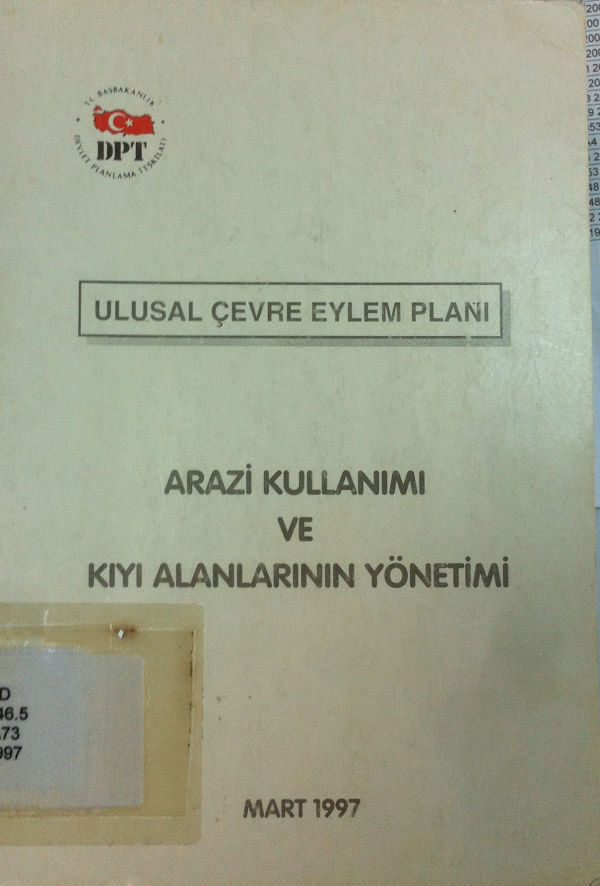 T.C. BAŞBAKANLIK
DPT
DEVLET PLANLAMA TEŞKİLATI
ULUSAL ÇEVRE EYLEM PLANI
ARAZİ KULLANIMI
VE
KIYI ALANLARININ YÖNETİMİ
D
46.5
A73
997
MART 1997